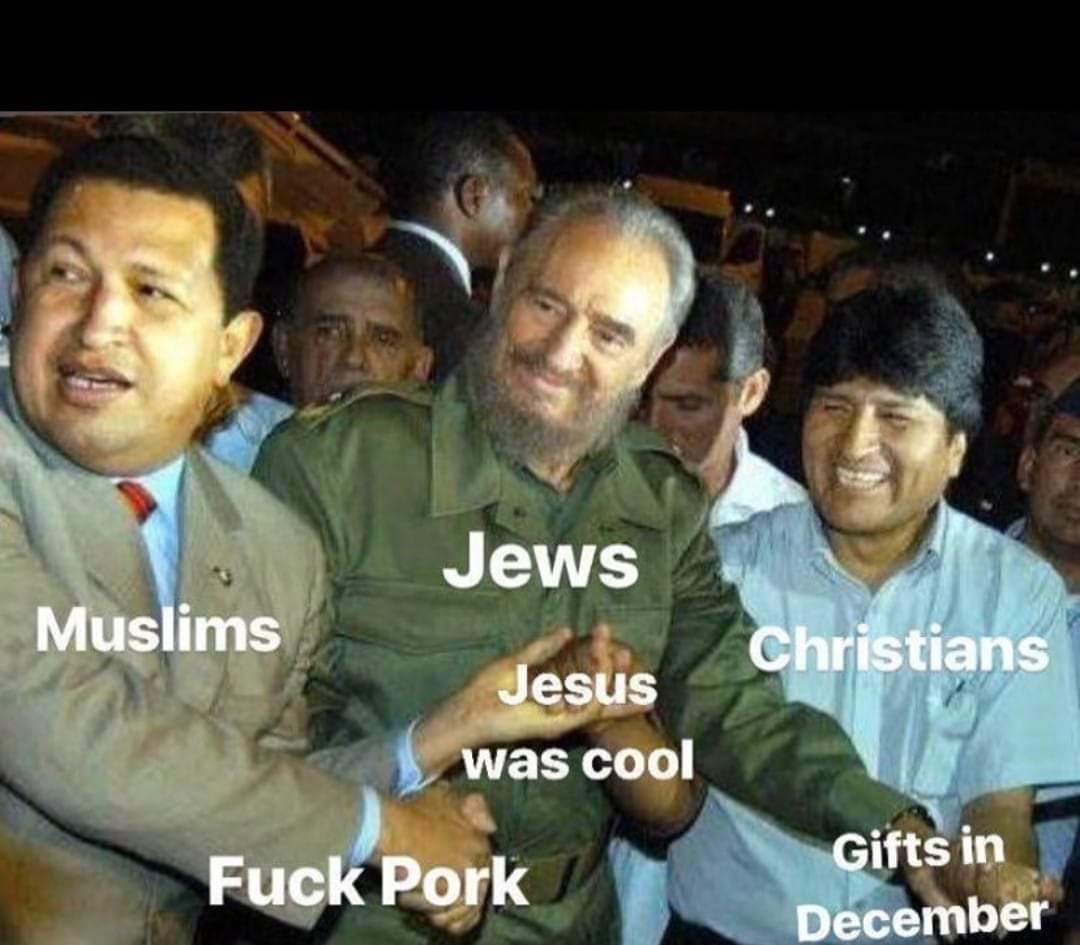 Jews
Muslims
Christians
Jesus
was cool
Gifts in
December
Fuck Pork